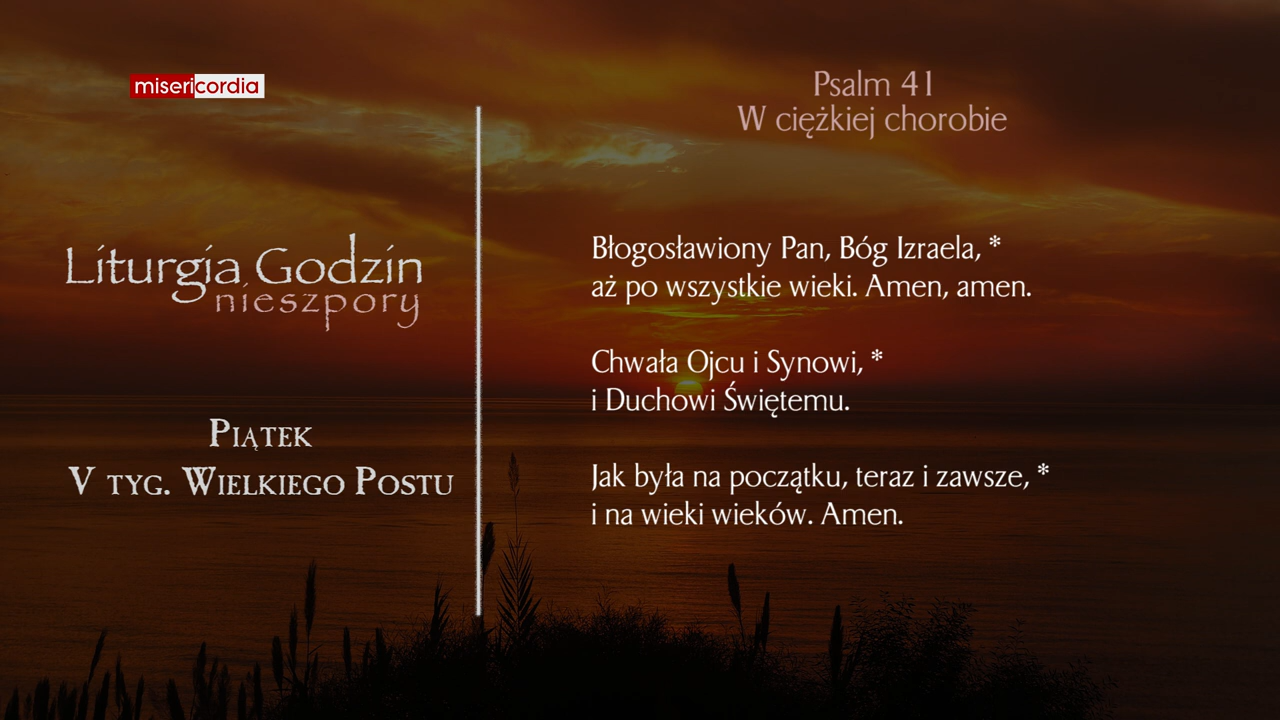 misericordia
Liturgia Godzin
nieszpory
Piątek
V tyg. Wielkiego Postu
Psalm 41
W ciężkiej chorobie
Błogosławiony Pan, Bóg Izraela, *
aż po wszystkie wieki. Amen, amen.
Chwała Ojcu i Synowi, *
i Duchowi Świętemu.
Jak była na początku, teraz i zawsze, *
i na wieki wieków. Amen.